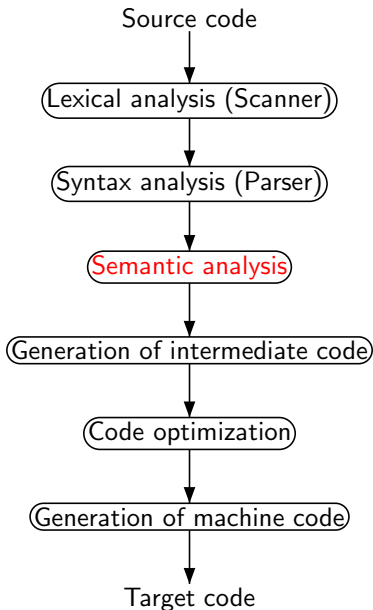 Source code
Lexical analysis (Scanner)
Syntax analysis (Parser)
Semantic analysis
Generation of intermediate code
Code optimization
Generation of machine code
Target code